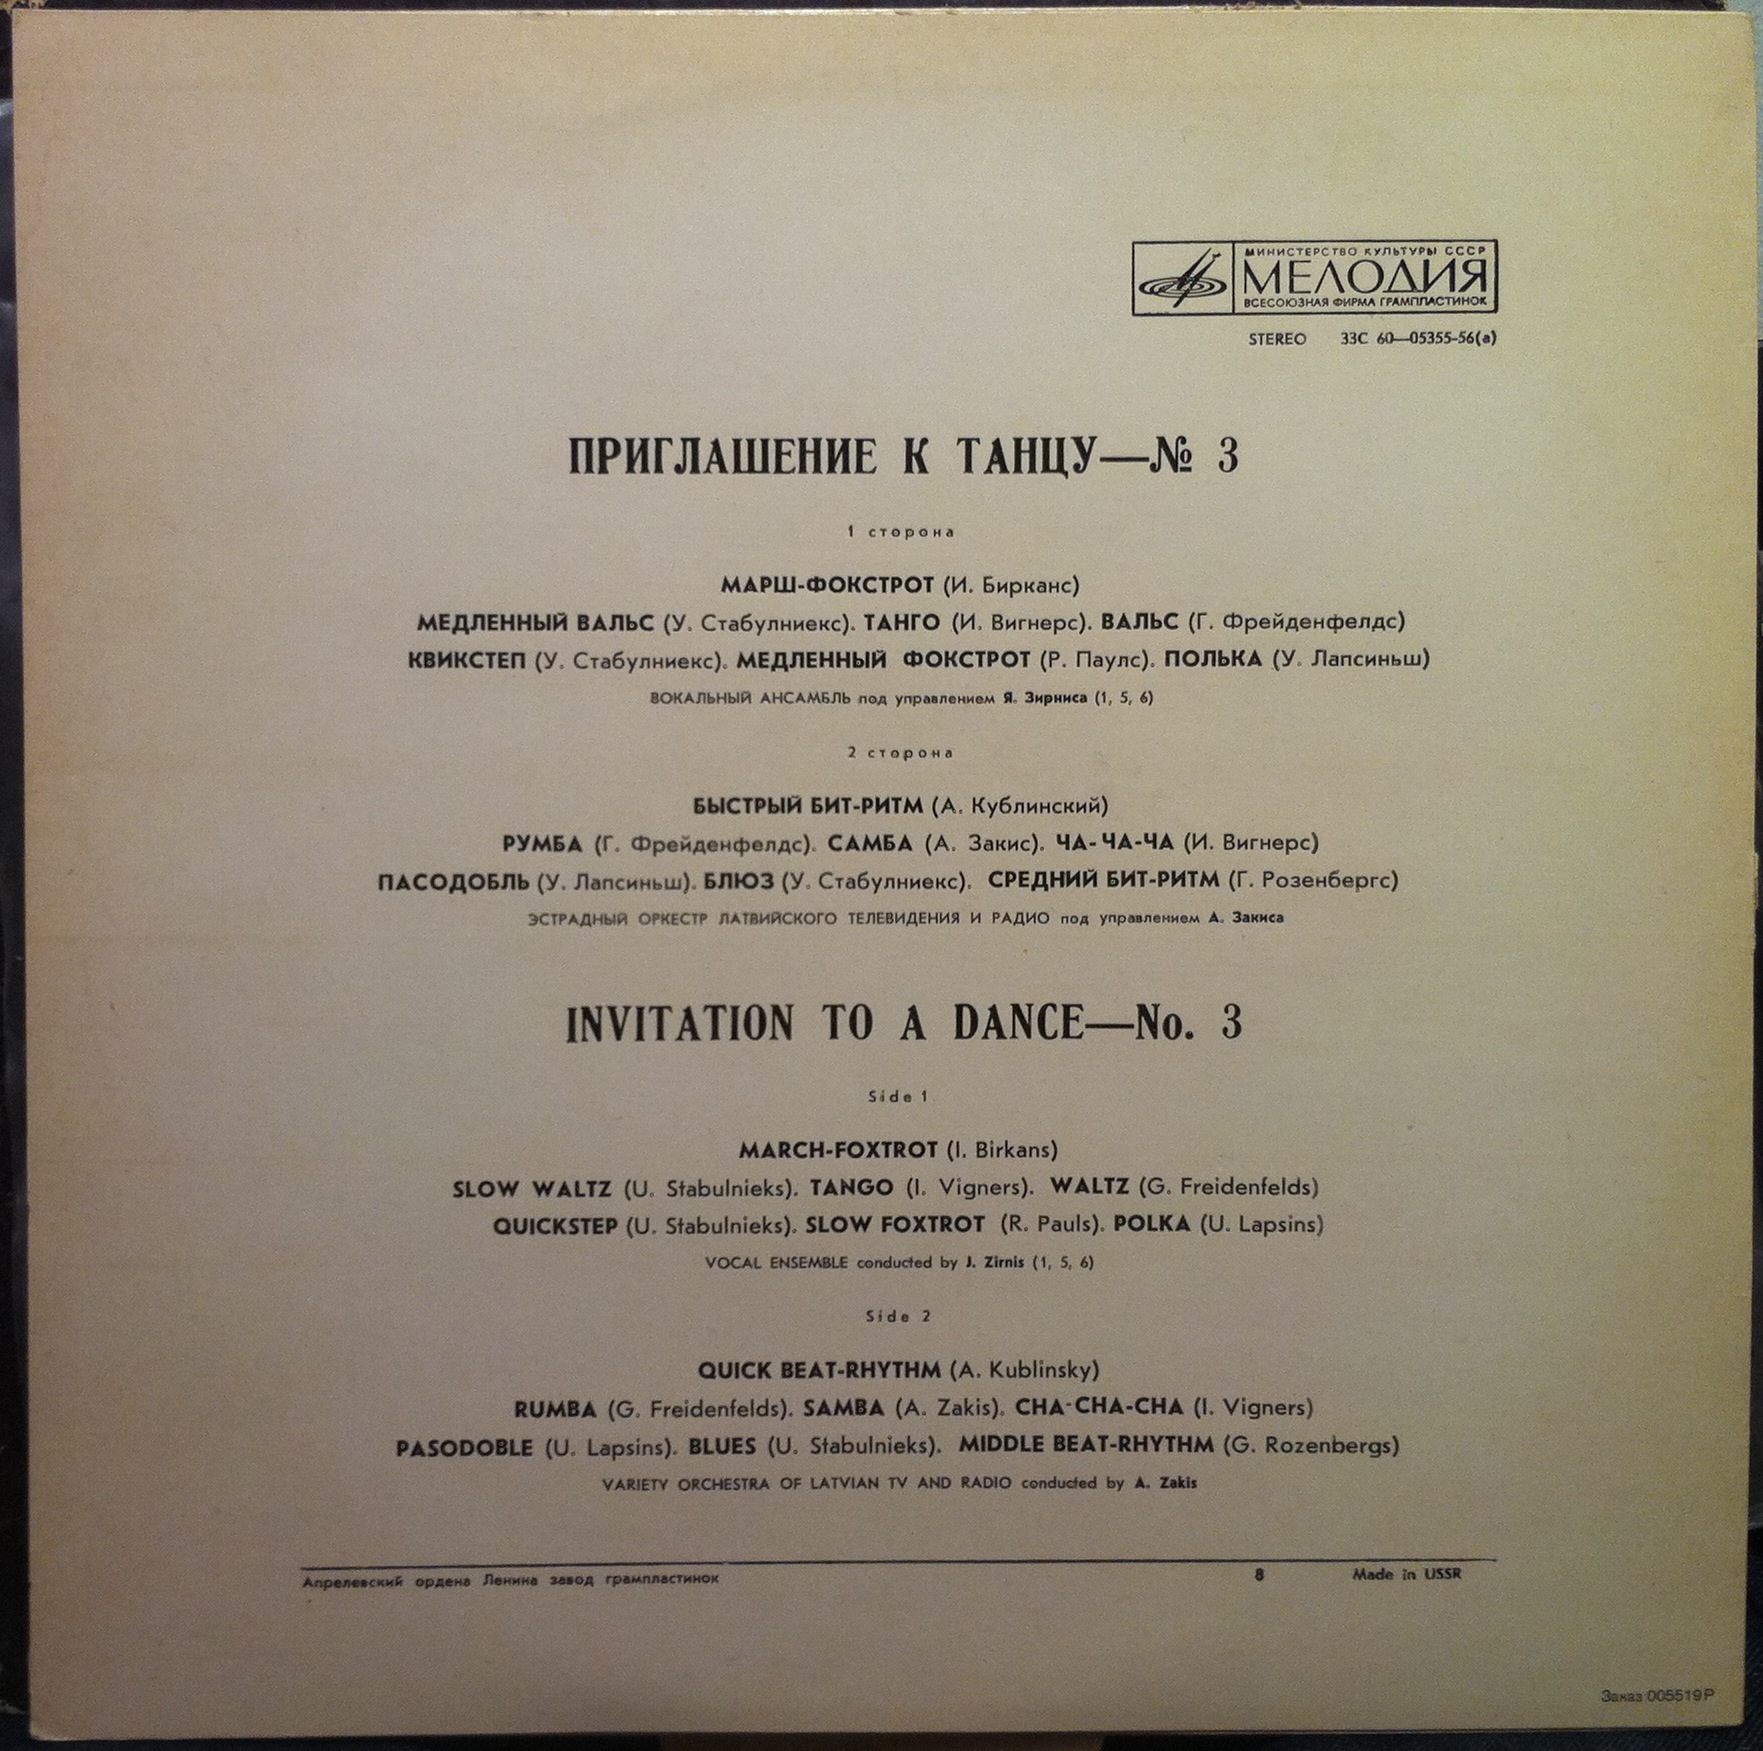 МИНИСТЕРСТВО КУЛЬТУРЫ СССР
МЕЛОДИЯ
ВСЕСОЮЗНАЯ ФИРМА ГРАМПЛАСТИНОК
STEREO 33С 60—05355-56(а)
ПРИГЛАШЕНИЕ К ТАНЦУ—№ 3
1 сторона
МАРШ-ФОКСТРОТ (И. Бирканс)
МЕДЛЕННЫЙ ВАЛЬС (У. Стабулниекс). ТАНГО (И. Вигнерс). ВАЛЬС (Г. Фрейденфелдс)
КВИКСТЕП (У. Стабулниекс). МЕДЛЕННЫЙ ФОКСТРОТ (Р. Паулс). ПОЛЬКА (У. Лапсиньш)
ВОКАЛЬНЫЙ АНСАМБЛЬ под управлением Я. Зирниса (1, 5, 6)
2 сторона
БЫСТРЫЙ БИТ-РИТМ (А. Кублинский)
РУМБА (Г. Фрейденфелдс). САМБА (А. Закис). ЧА-ЧА-ЧА (И. Вигнерс)
ПАСОДОБЛЬ (У. Лапсиньш). БЛЮЗ (У. Стабулниекс). СРЕДНИЙ БИТ-РИТМ (Г. Розенбергс)
ЭСТРАДНЫЙ ОРКЕСТР ЛАТВИЙСКОГО ТЕЛЕВИДЕНИЯ И РАДИО под управлением А. Закиса
INVITATION TO A DANCE—No. 3
Side 1
MARCH-FOXTROT (I. Birkans)
SLOW WALTZ (U. Stabulnieks). TANGO (I. Vigners). WALTZ (G. Freidenfelds)
QUICKSTEP (U. Stabulnieks). SLOW FOXTROT (R. Pauls). POLKA (U. Lapsins)
VOCAL ENSEMBLE conducted by J. Zirnis (1, 5, 6)
Side 2
QUICK BEAT-RHYTHM (A. Kublinsky)
RUMBA (G. Freidenfelds). SAMBA (A. Zakis). CHA-CHA-CHA (I. Vigners)
PASODOBLE (U. Lapsins). BLUES (U. Stabulnieks). MIDDLE BEAT-RHYTHM (G. Rozenbergs)
VARIETY ORCHESTRA OF LATVIAN TV AND RADIO conducted by A. Zakis
Апрелевский ордена Ленина завод грампластинок 8 Made in USSR
Заказ 005519Р